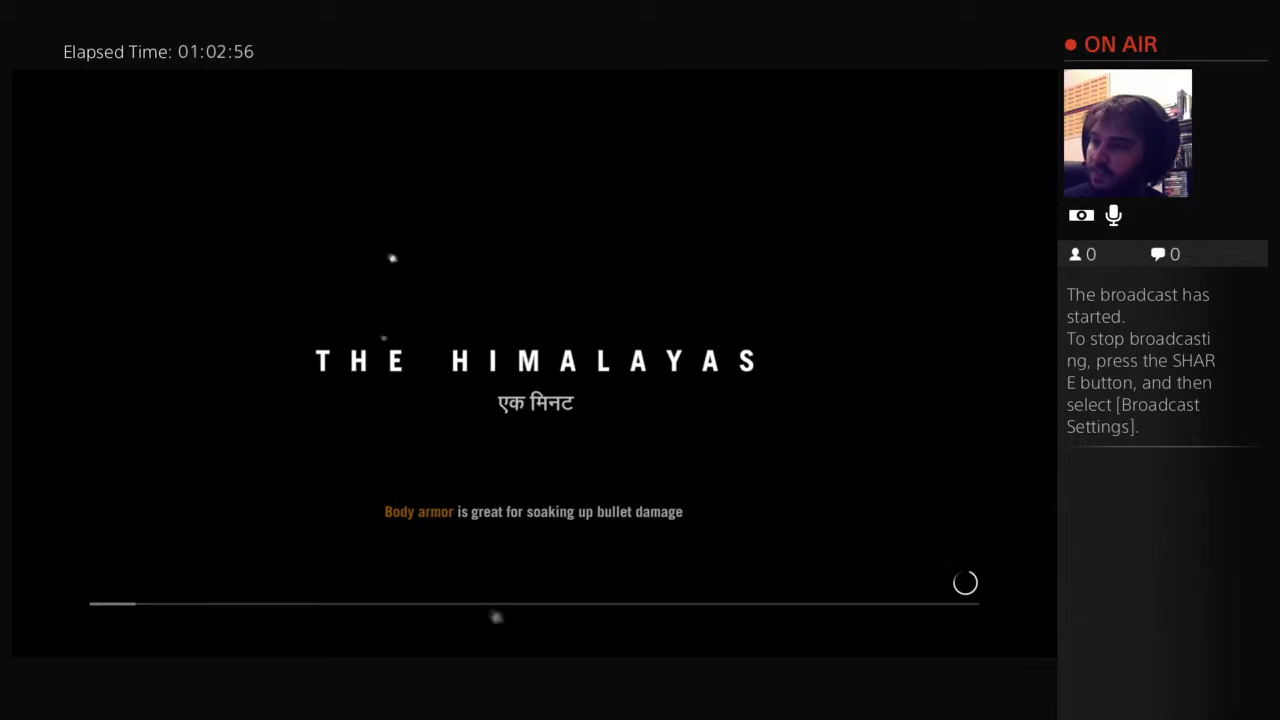 Elapsed Time: 01:02:56
ON AIR
0 0
The broadcast has
started.
To stop broadcasti
ng, press the SHAR
E button, and then
select [Broadcast
Settings].
THE HIMALAYAS
एक मिनट
Body armor is great for soaking up bullet damage